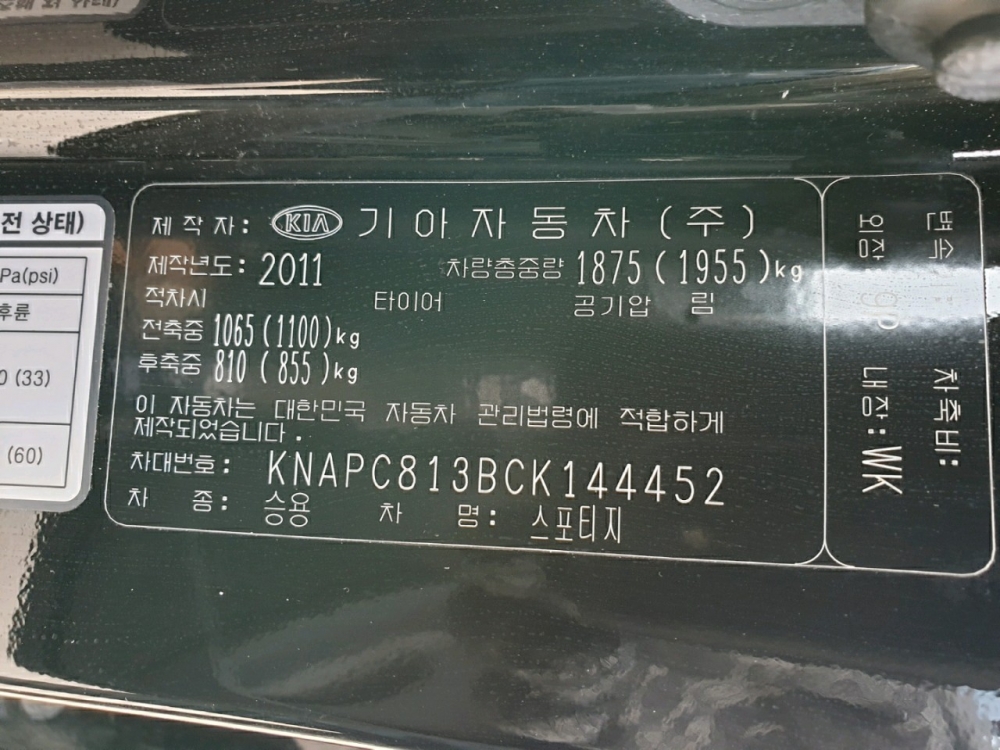 전 상태)
Pa(psi)
후륜
0 (33)
(60)
제 작 자: KIA 기 아 자 동 차 ( 주 )
제작년도: 2011 차량총중량 1875 ( 1955 )kg
적차시 타이어 공기압 림
전축중 1065 (1100)kg
후축중 810 ( 855 )kg
이 자동차는 대한민국 자동차 관리법령에 적합하게
제작되었습니다.
차대번호: KNAPC813BCK144452
차 종: 승용 차 명: 스포티지
변속 차축비:
외장 내장:WK